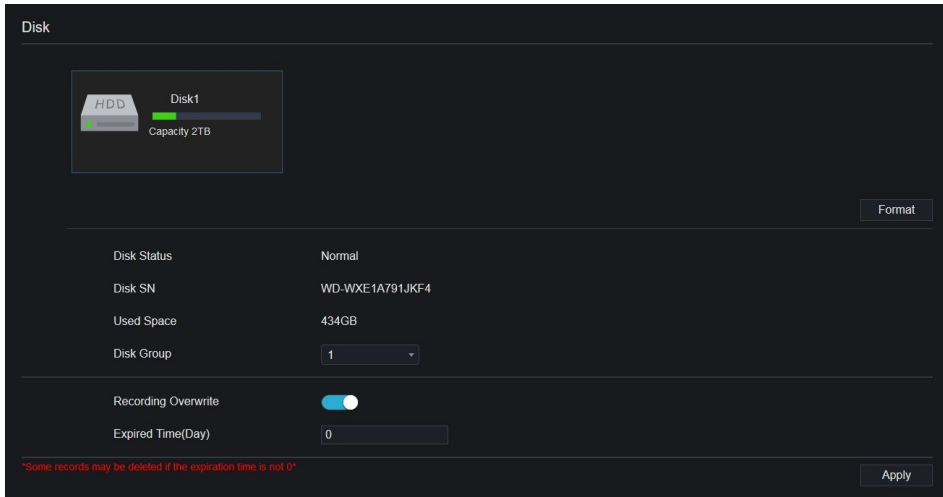 Disk
HDD
Disk1
Capacity 2TB
Format
Disk Status Normal
Disk SN WD-WXE1A791JKF4
Used Space 434GB
Disk Group 1
Recording Overwrite
Expired Time(Day) 0
*Some records may be deleted if the expiration time is not 0*
Apply